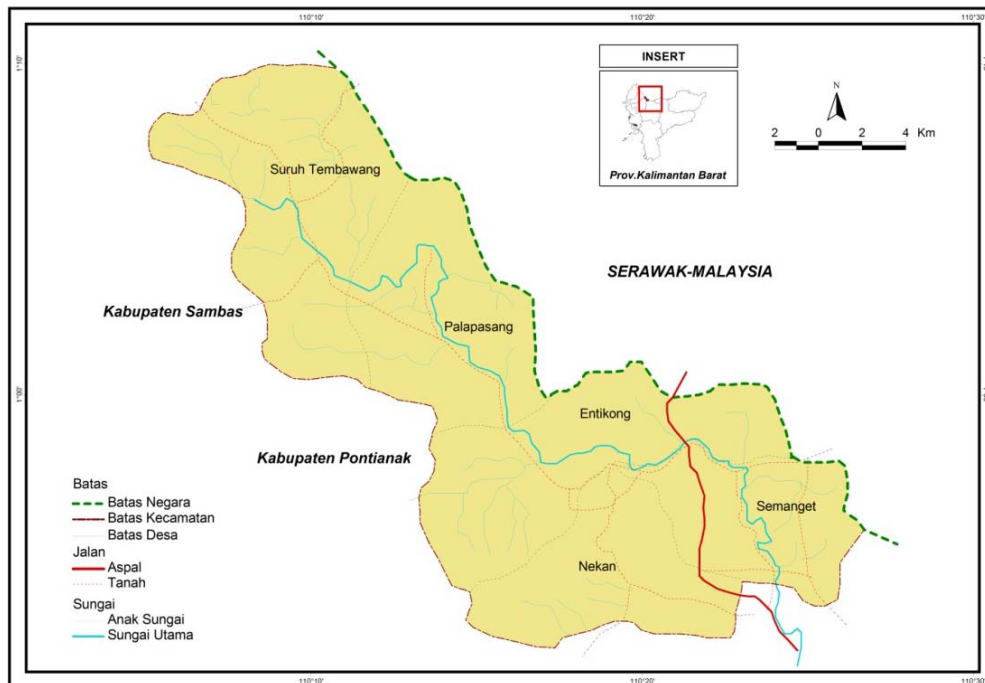 110°10'
110°20'
110°30'
1°10'
INSERT
Prov.Kalimantan Barat
N
2 0 2 4 Km
Suruh Tembawang
SERAWAK-MALAYSIA
Kabupaten Sambas
Palapasang
1°00'
Entikong
Kabupaten Pontianak
Semanget
Nekan
Batas
Batas Negara
Batas Kecamatan
Batas Desa
Jalan
Aspal
Tanah
Sungai
Anak Sungai
Sungai Utama
110°10'
110°20'
110°30'